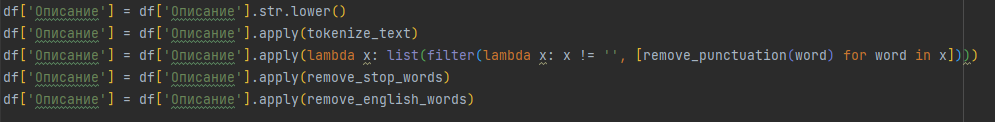 df['Описание'] = df['Описание'].str.lower()
df['Описание'] = df['Описание'].apply(tokenize_text)
df['Описание'] = df['Описание'].apply(lambda x: list(filter(lambda x: x != '', [remove_punctuation(word) for word in x])))
df['Описание'] = df['Описание'].apply(remove_stop_words)
df['Описание'] = df['Описание'].apply(remove_english_words)